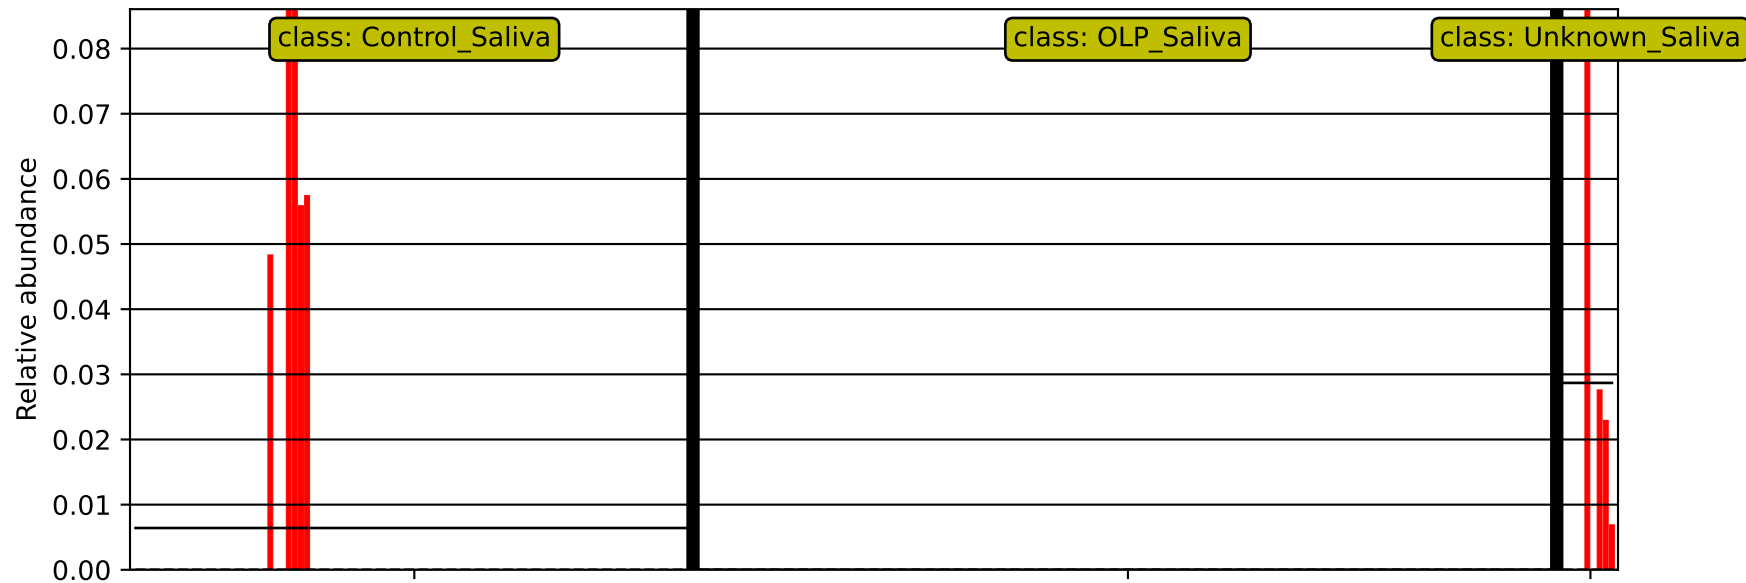 class: Control_Saliva
class: OLP_Saliva
class: Unknown_Saliva
Relative abundance
0.08
0.07
0.06
0.05
0.04
0.03
0.02
0.01
0.00